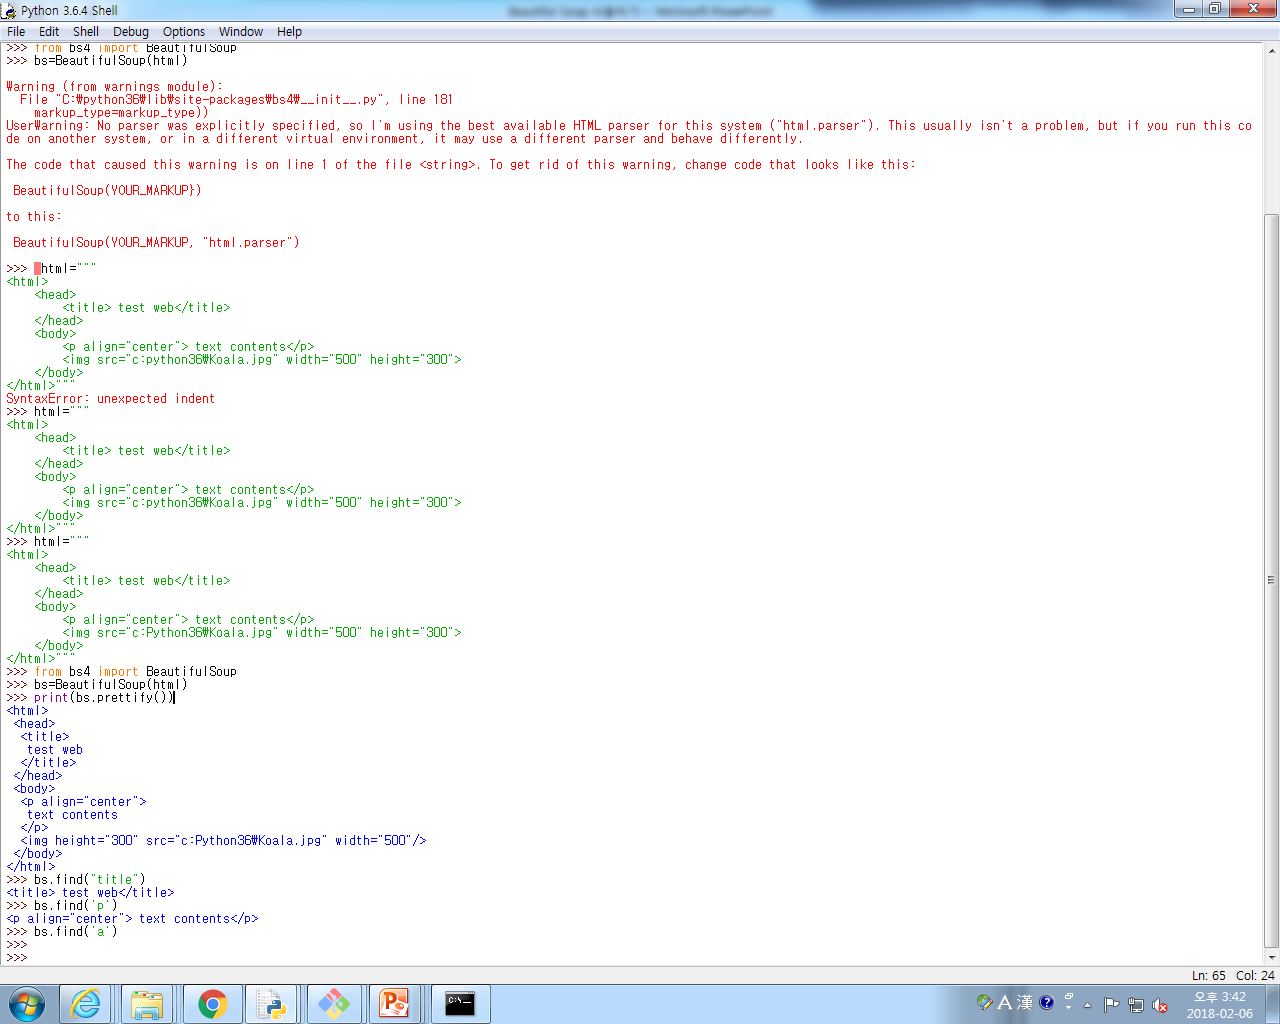 Python 3.6.4 Shell
File Edit Shell Debug Options Window Help
>>> from bs4 import BeautifulSoup
>>> bs=BeautifulSoup(html)
Warning (from warnings module):
  File "C:₩python36₩lib₩site-packages₩bs4₩__init__.py", line 181
    markup_type=markup_type))
UserWarning: No parser was explicitly specified, so I'm using the best available HTML parser for this system ("html.parser"). This usually isn't a problem, but if you run this co
de on another system, or in a different virtual environment, it may use a different parser and behave differently.
The code that caused this warning is on line 1 of the file <string>. To get rid of this warning, change code that looks like this:
 BeautifulSoup(YOUR_MARKUP})
to this:
 BeautifulSoup(YOUR_MARKUP, "html.parser")
>>>  html="""
<html>
    <head>
        <title> test web</title>
    </head>
    <body>
        <p align="center"> text contents</p>
        <img src="c:python36₩Koala.jpg" width="500" height="300">
    </body>
</html>"""
SyntaxError: unexpected indent
>>> html="""
<html>
    <head>
        <title> test web</title>
    </head>
    <body>
        <p align="center"> text contents</p>
        <img src="c:python36₩Koala.jpg" width="500" height="300">
    </body>
</html>"""
>>> html="""
<html>
    <head>
        <title> test web</title>
    </head>
    <body>
        <p align="center"> text contents</p>
        <img src="c:Python36₩Koala.jpg" width="500" height="300">
    </body>
</html>"""
>>> from bs4 import BeautifulSoup
>>> bs=BeautifulSoup(html)
>>> print(bs.prettify())
<html>
 <head>
  <title>
   test web
  </title>
 </head>
 <body>
  <p align="center">
   text contents
  </p>
  <img height="300" src="c:Python36₩Koala.jpg" width="500"/>
 </body>
</html>
>>> bs.find("title")
<title> test web</title>
>>> bs.find('p')
<p align="center"> text contents</p>
>>> bs.find('a')
>>>
>>>
Ln: 65 Col: 24
C:\_
A 漢
오후 3:42
2018-02-06